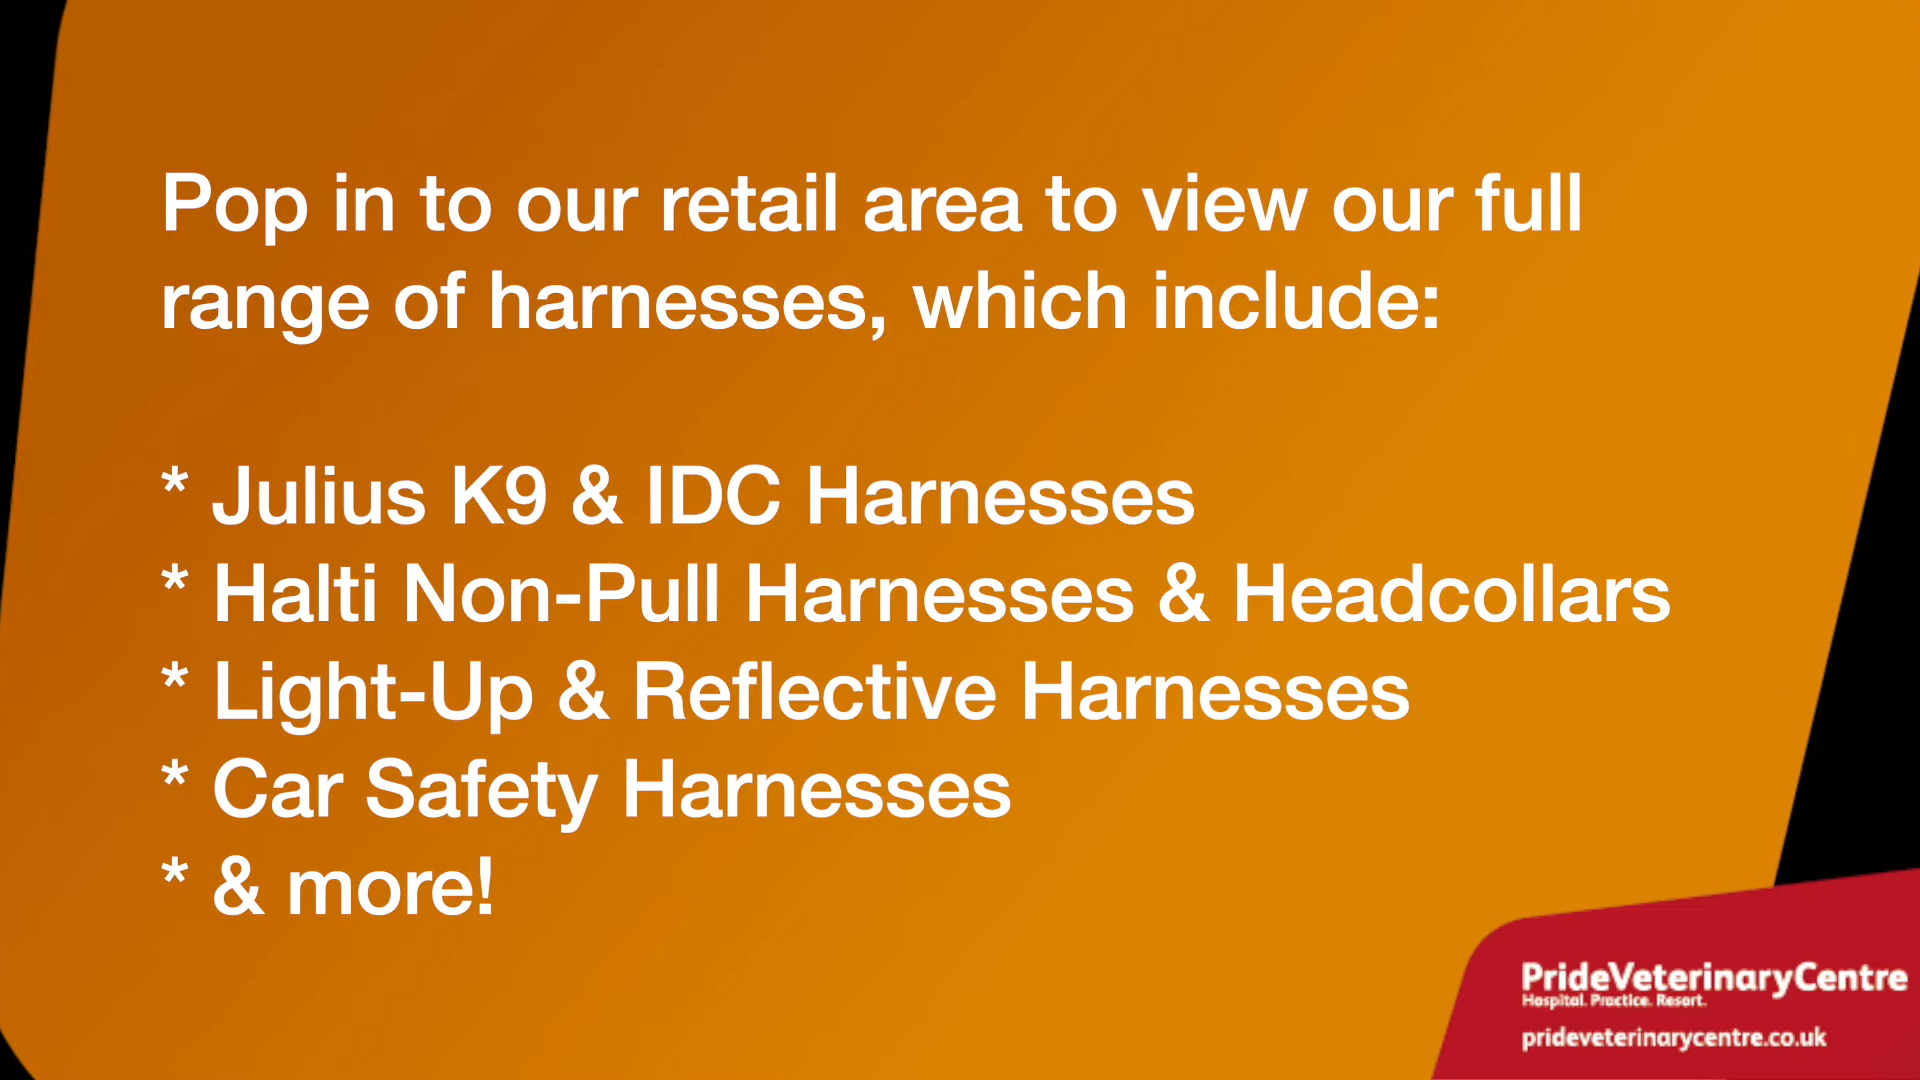 Pop in to our retail area to view our full
range of harnesses, which include:
* Julius K9 & IDC Harnesses
* Halti Non-Pull Harnesses & Headcollars
* Light-Up & Reflective Harnesses
* Car Safety Harnesses
* & more!
PrideVeterinaryCentre
Hospital. Practice. Resort.
prideveterinarycentre.co.uk